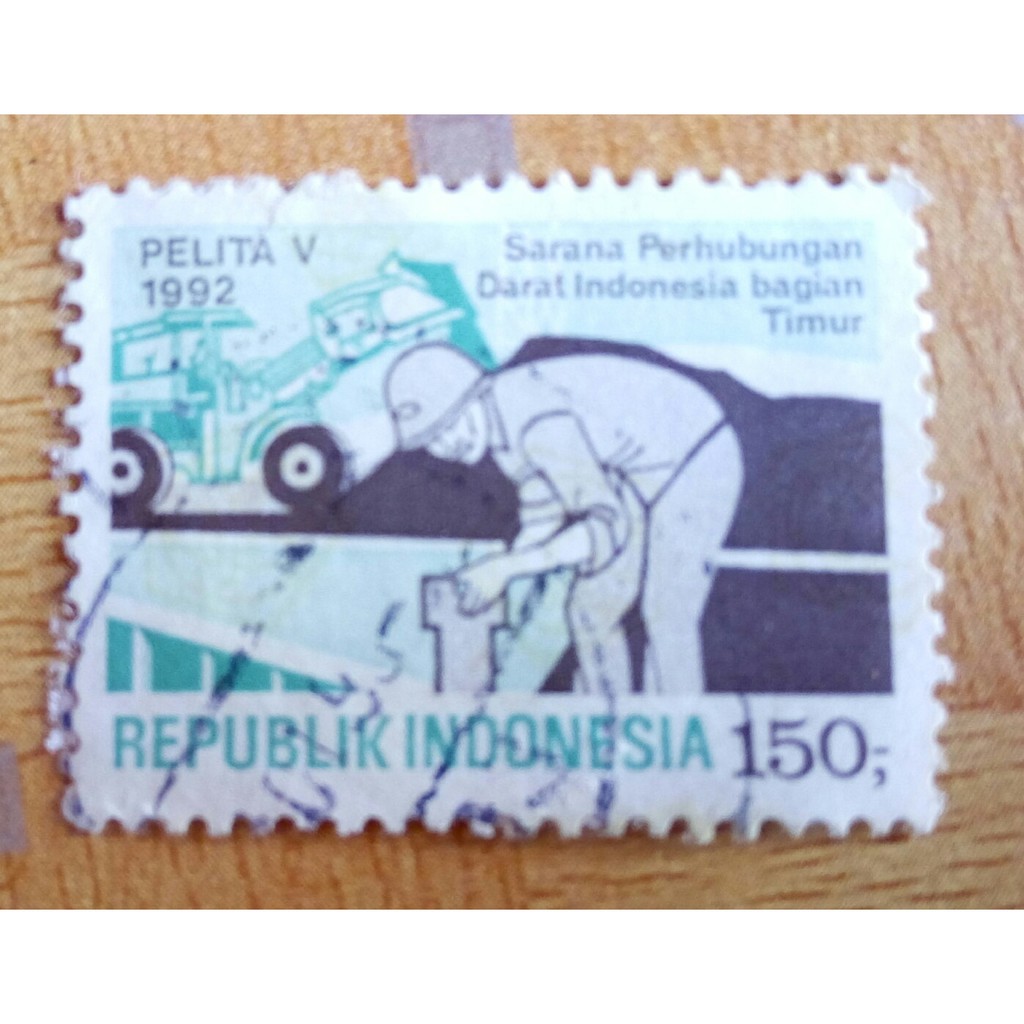 PELITA V
1992
Sarana Perhubungan
Darat Indonesia bagian
Timur
REPUBLIK INDONESIA 150,-